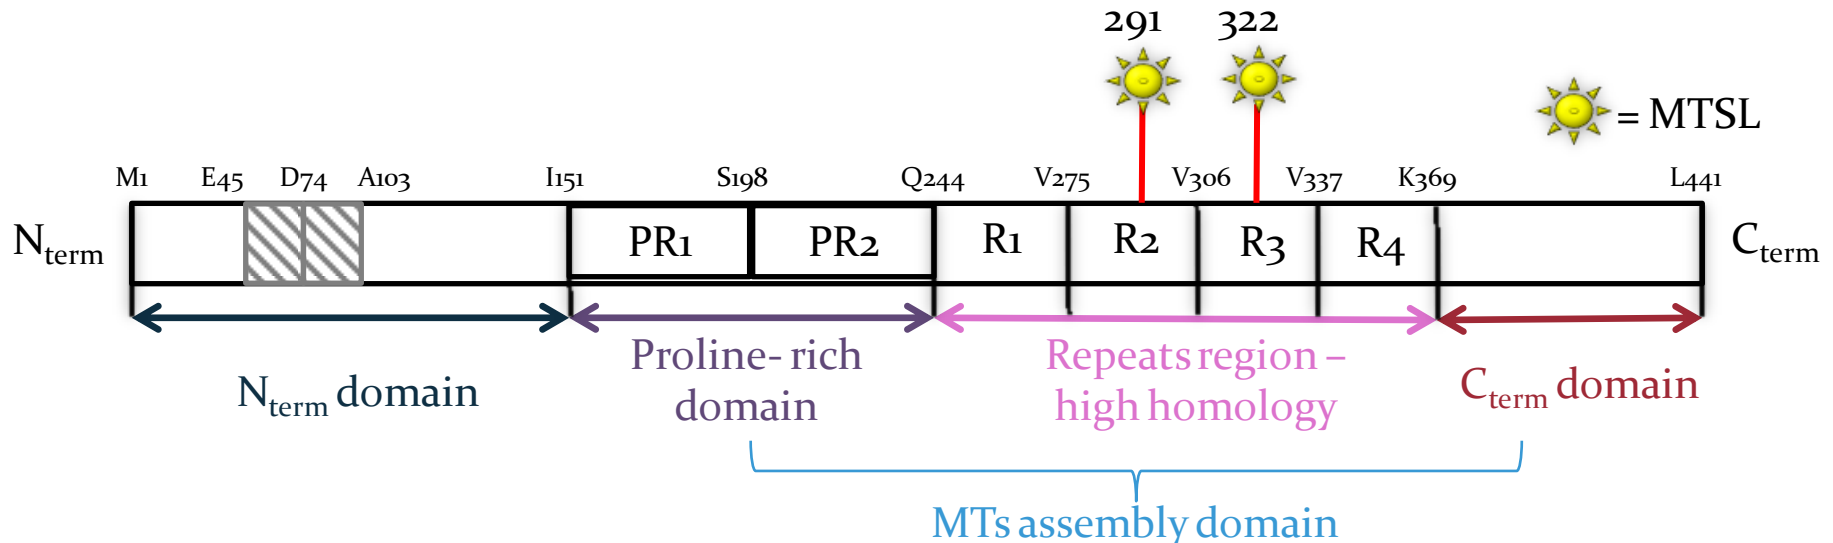 291 322
= MTSL
M1 E45 D74 A103 I151 S198 Q244 V275 V306 V337 K369 L441
Nterm PR1 PR2 R1 R2 R3 R4 Cterm
Proline- rich
domain
Repeats region –
high homology
Nterm domain
Cterm domain
MTs assembly domain